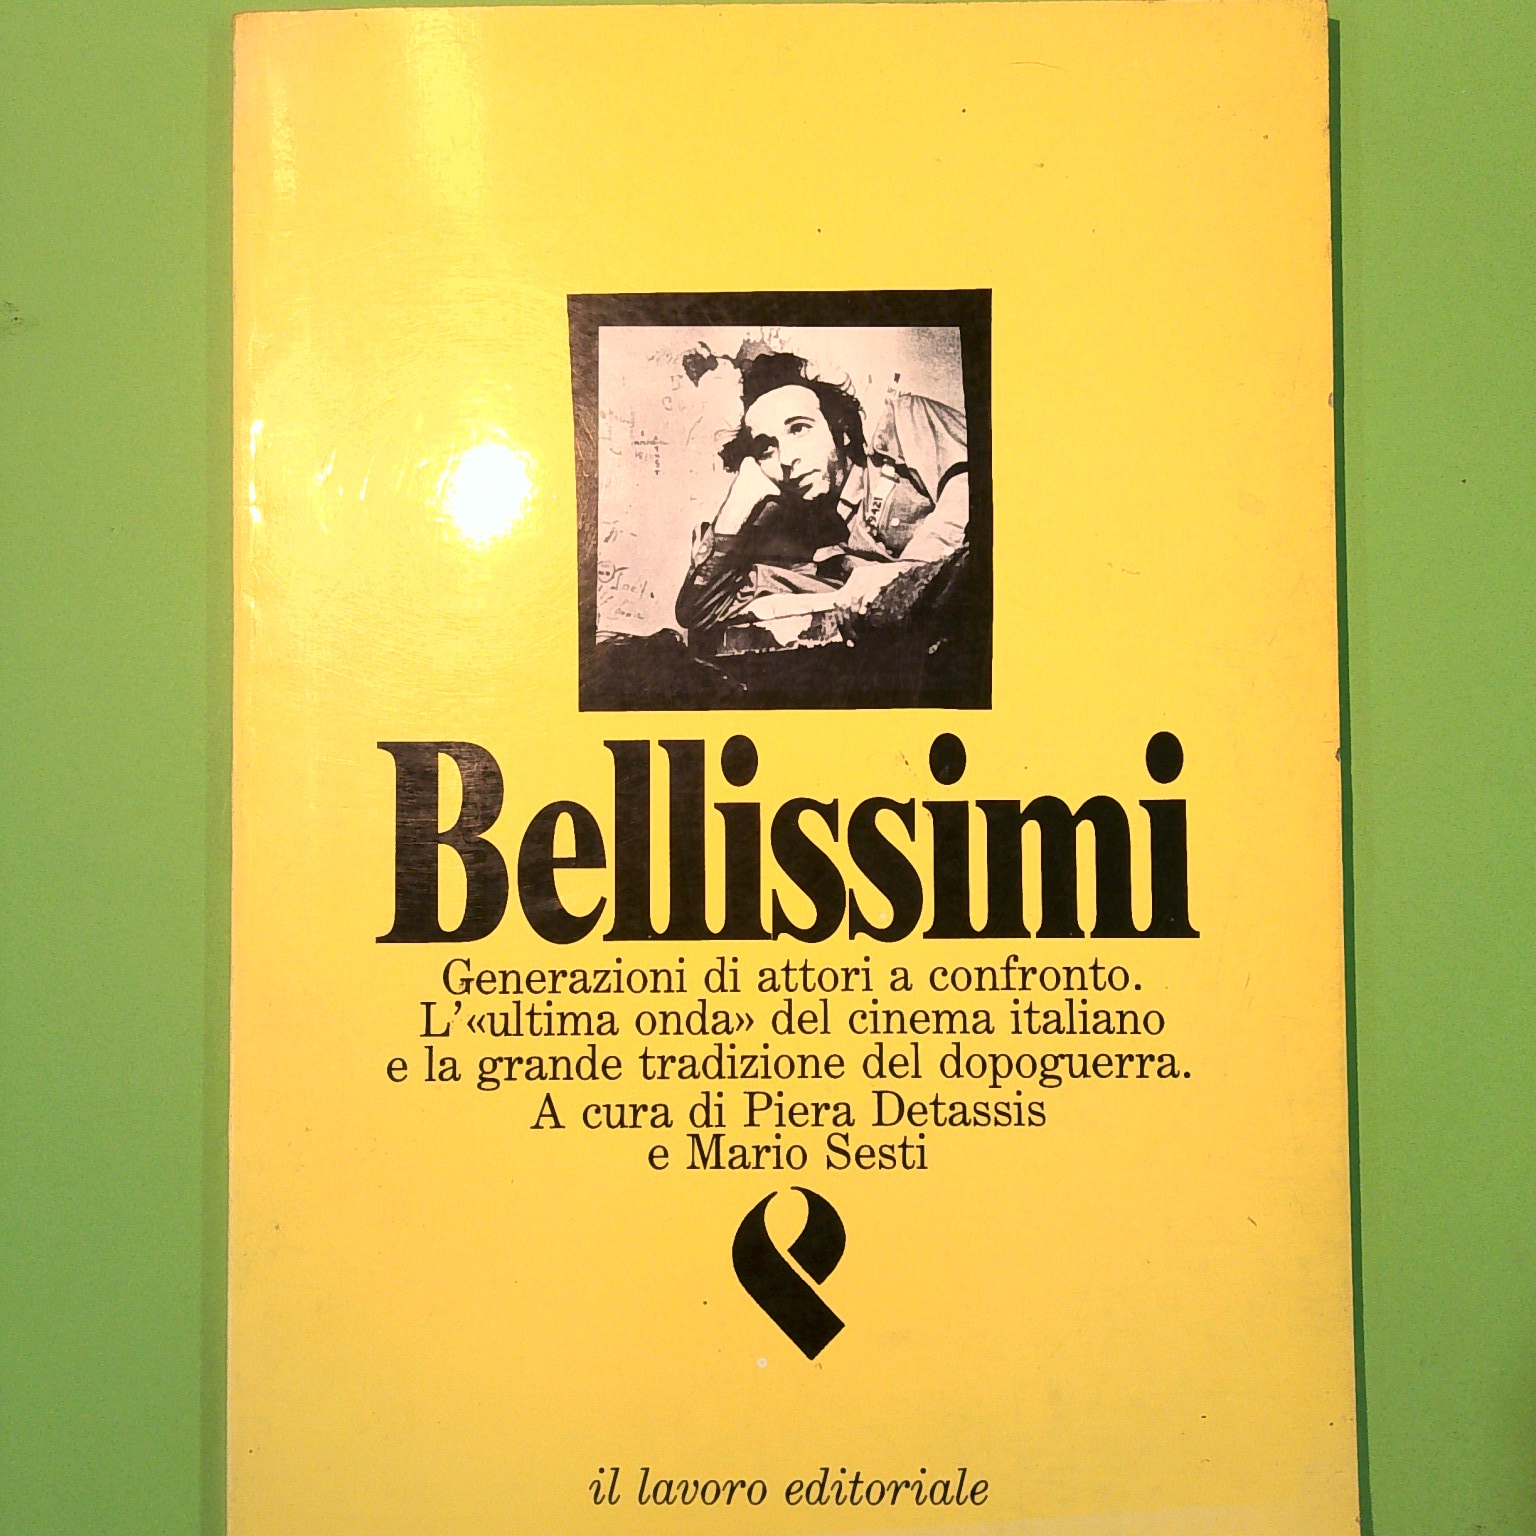 9421
Bellissimi
Generazioni di attori a confronto.
L'«ultima onda» del cinema italiano
e la grande tradizione del dopoguerra.
A cura di Piera Detassis
e Mario Sesti
il lavoro editoriale